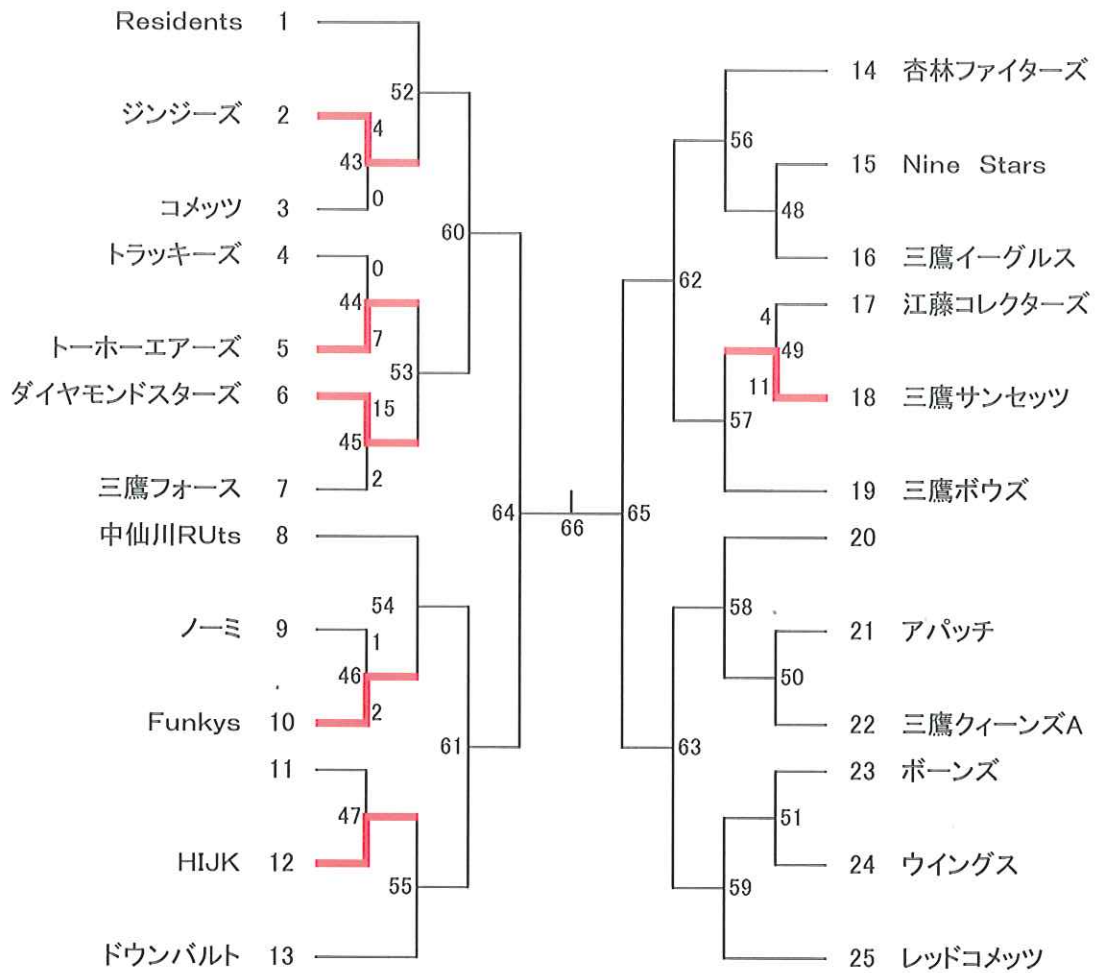 Residents 1
52
ジンジーズ 2
4
43
0
コメッツ 3
トラッキーズ 4
0
60
44
7
トーホーエアーズ 5
53
ダイヤモンドスターズ 6
15
45
2
三鷹フォース 7
64
中仙川RUts 8
54
ノーミ 9
1
46
2
Funkys 10
61
11
47
HIJK 12
55
ドウンバルト 13
66
14 杏林ファイターズ
56
15 Nine Stars
48
16 三鷹イーグルス
62
17 江藤コレクターズ
4
49
11
18 三鷹サンセッツ
57
19 三鷹ボウズ
65
20
58
21 アパッチ
50
22 三鷹クィーンズA
63
23 ボーンズ
51
24 ウイングス
59
25 レッドコメッツ